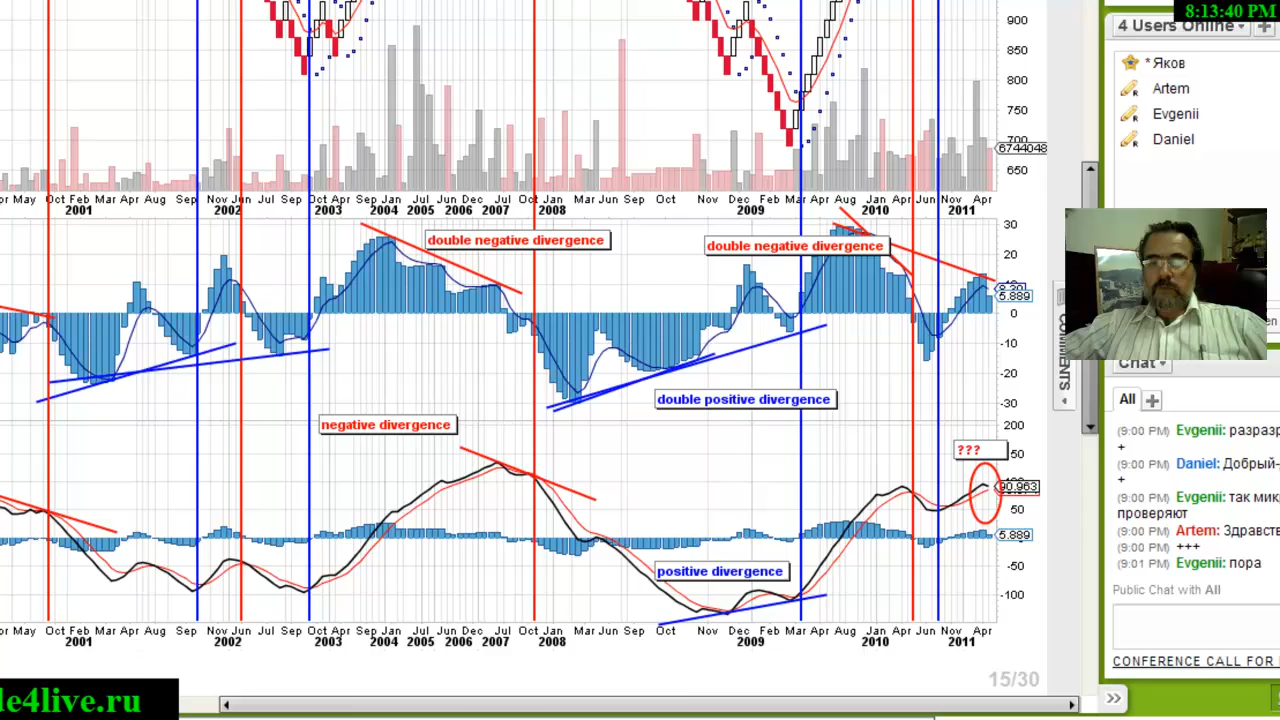 8:13:40 PM
4 Users Online
* Яков
Artem
Evgenii
Daniel
900
850
800
750
700
650
6744048
May Oct Feb Mar Apr Aug Sep Nov Jun Jul Sep Oct Apr Jul Oct Jul Jun Dec Jul Oct Jan Mar Jun Sep Oct Nov Dec Mar Apr Aug Jan Apr Jun Nov Apr
2001 2002 2003 2004 2005 2006 2007 2008 2009 2010 2011
double negative divergence
double negative divergence
30
20
5.889
0
-10
-20
-30
double positive divergence
COMMENTS
Chat
All
negative divergence
200
???
90.963
50
5.889
-50
-100
positive divergence
(9:00 PM) Evgenii: разразр
+
(9:00 PM) Daniel: Добрый-д
+
(9:00 PM) Evgenii: так мик
проверяют
(9:00 PM) Artem: Здравств
(9:00 PM) +++
(9:01 PM) Evgenii: пора
Public Chat with All
May Oct Feb Mar Apr Aug Sep Nov Jun Jul Sep Oct Apr Jan Jul Oct Jul Jun Dec Jul Oct Jan Mar Jun Sep Oct Nov Dec Mar Apr Aug Jan Apr Jun Nov Apr
2001 2002 2003 2004 2005 2006 2007 2008 2009 2010 2011
CONFERENCE CALL FOR
15/30
de4live.ru